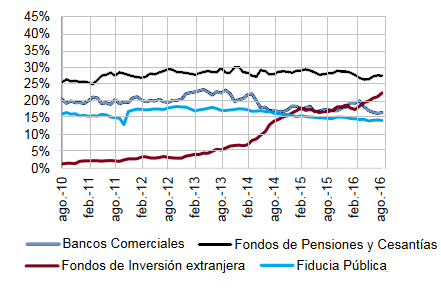 45%
40%
35%
30%
25%
20%
15%
10%
5%
0%
ago.-10
feb.-11
ago.-11
feb.-12
ago.-12
feb.-13
ago.-13
feb.-14
ago.-14
feb.-15
ago.-15
feb.-16
ago.-16
Bancos Comerciales
Fondos de Pensiones y Cesantías
Fondos de Inversión extranjera
Fiducia Pública